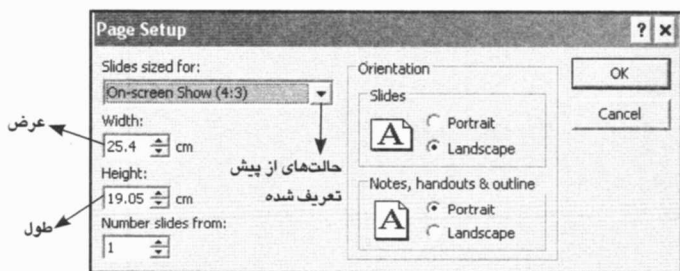 Page Setup
Slides sized for:
On-screen Show (4:3)
Width:
25.4 cm
Height:
19.05 cm
Number slides from:
1
Orientation
Slides
A
Portrait
Landscape
Notes, handouts & outline
A
Portrait
Landscape
OK
Cancel
عرض
طول
حالت‌های از پیش
تعریف شده